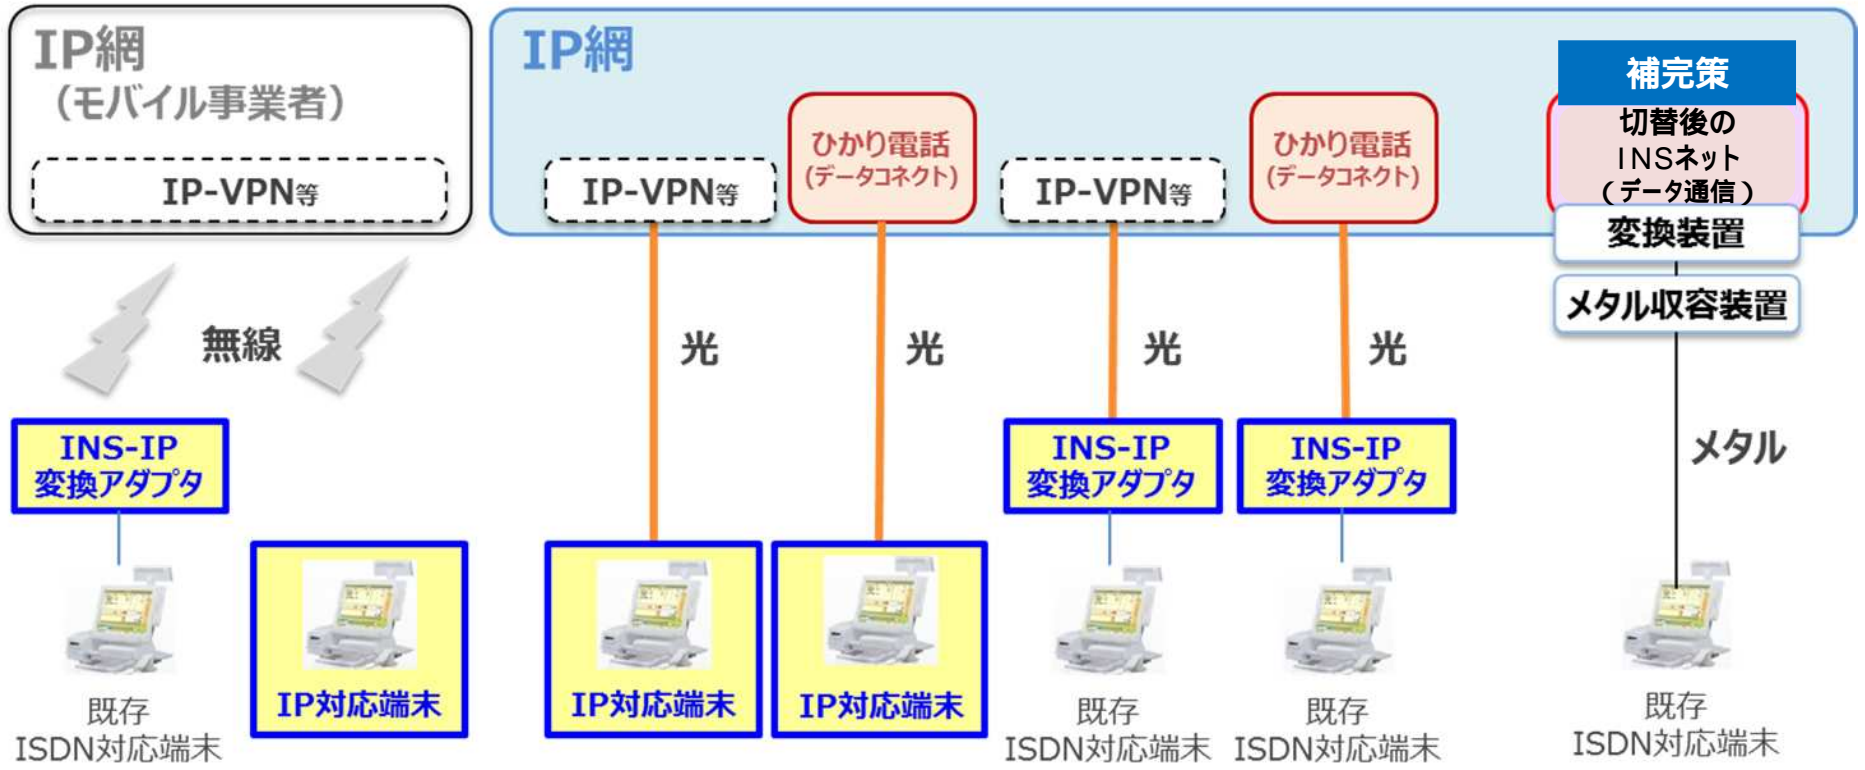 IP網
(モバイル事業者)
IP-VPN等
IP網
IP-VPN等
ひかり電話
(データコネクト)
IP-VPN等
ひかり電話
(データコネクト)
補完策
切替後の
INSネット
(データ通信)
変換装置
メタル収容装置
無線
光
光
光
光
メタル
INS-IP
変換アダプタ
INS-IP
変換アダプタ
INS-IP
変換アダプタ
既存
ISDN対応端末
IP対応端末
IP対応端末
IP対応端末
既存
ISDN対応端末
既存
ISDN対応端末
既存
ISDN対応端末